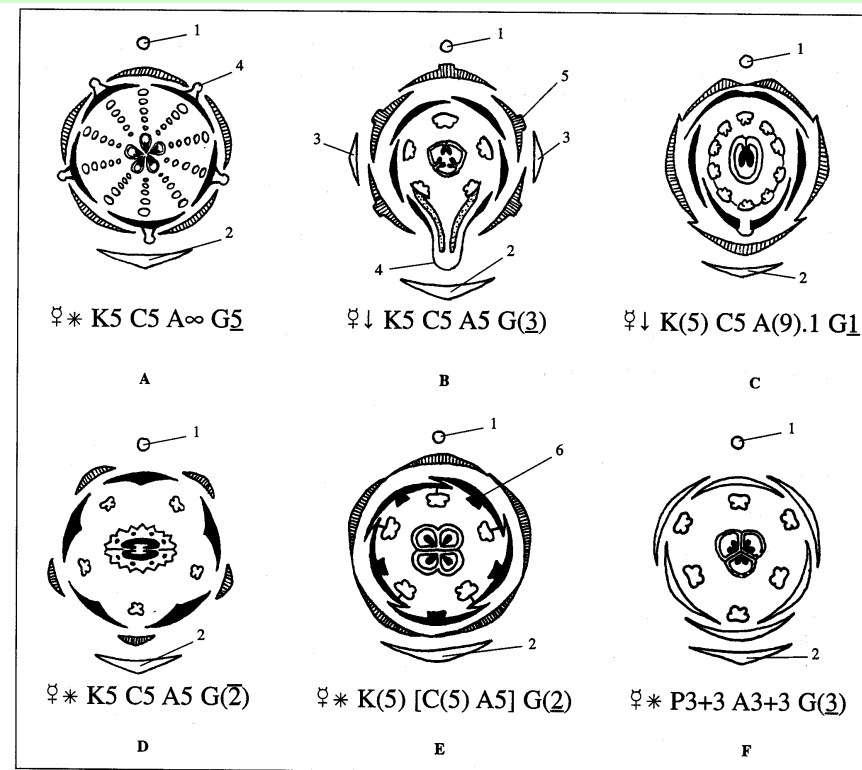 1
4
2
☿ * K5 C5 A∞ G5̲
A
1
5
3
3
4
2
☿ ↓ K5 C5 A5 G(3̲)
B
1
2
☿ ↓ K(5) C5 A(9).1 G1̲
C
1
2
☿ * K5 C5 A5 G(2̅)
D
1
6
2
☿ * K(5) [C(5) A5] G(2̲)
E
1
2
☿ * P3+3 A3+3 G(3̲)
F